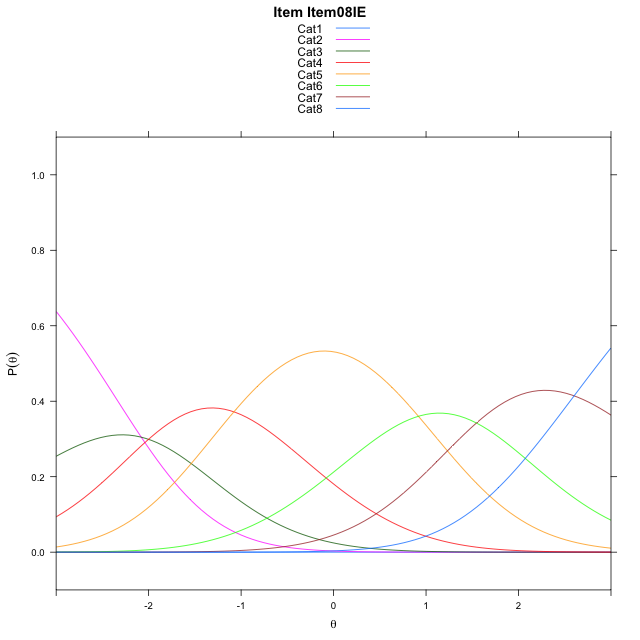 Item Item08IE
Cat1
Cat2
Cat3
Cat4
Cat5
Cat6
Cat7
Cat8
1.0
0.8
0.6
0.4
0.2
0.0
P(θ)
-2 -1 0 1 2
θ